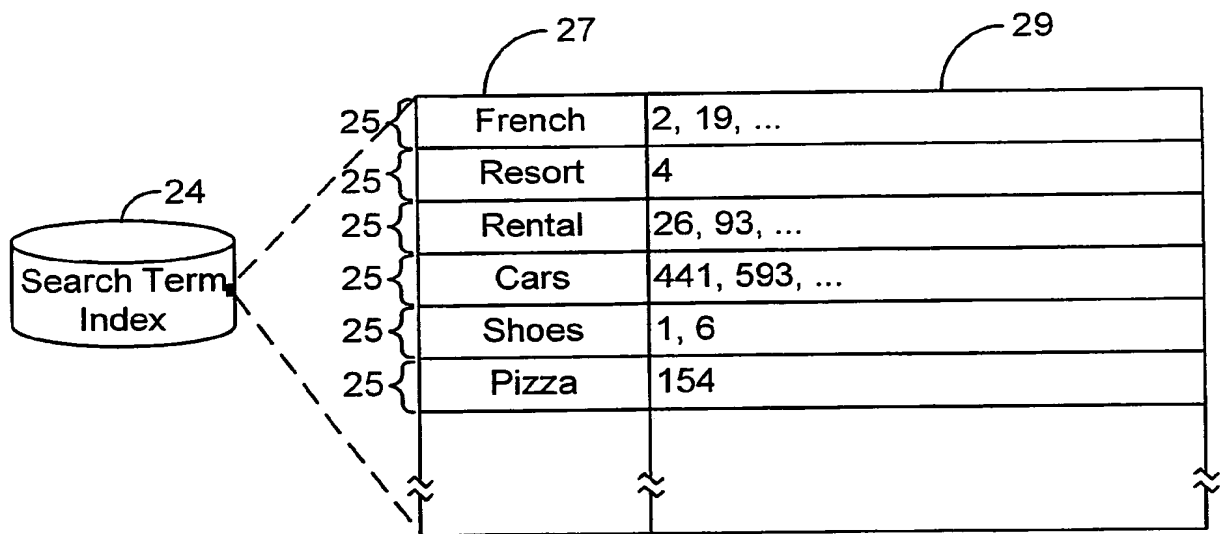 27
29
25 French 2, 19, ...
25 Resort 4
24
25 Rental 26, 93, ...
Search Term
Index
25 Cars 441, 593, ...
25 Shoes 1, 6
25 Pizza 154